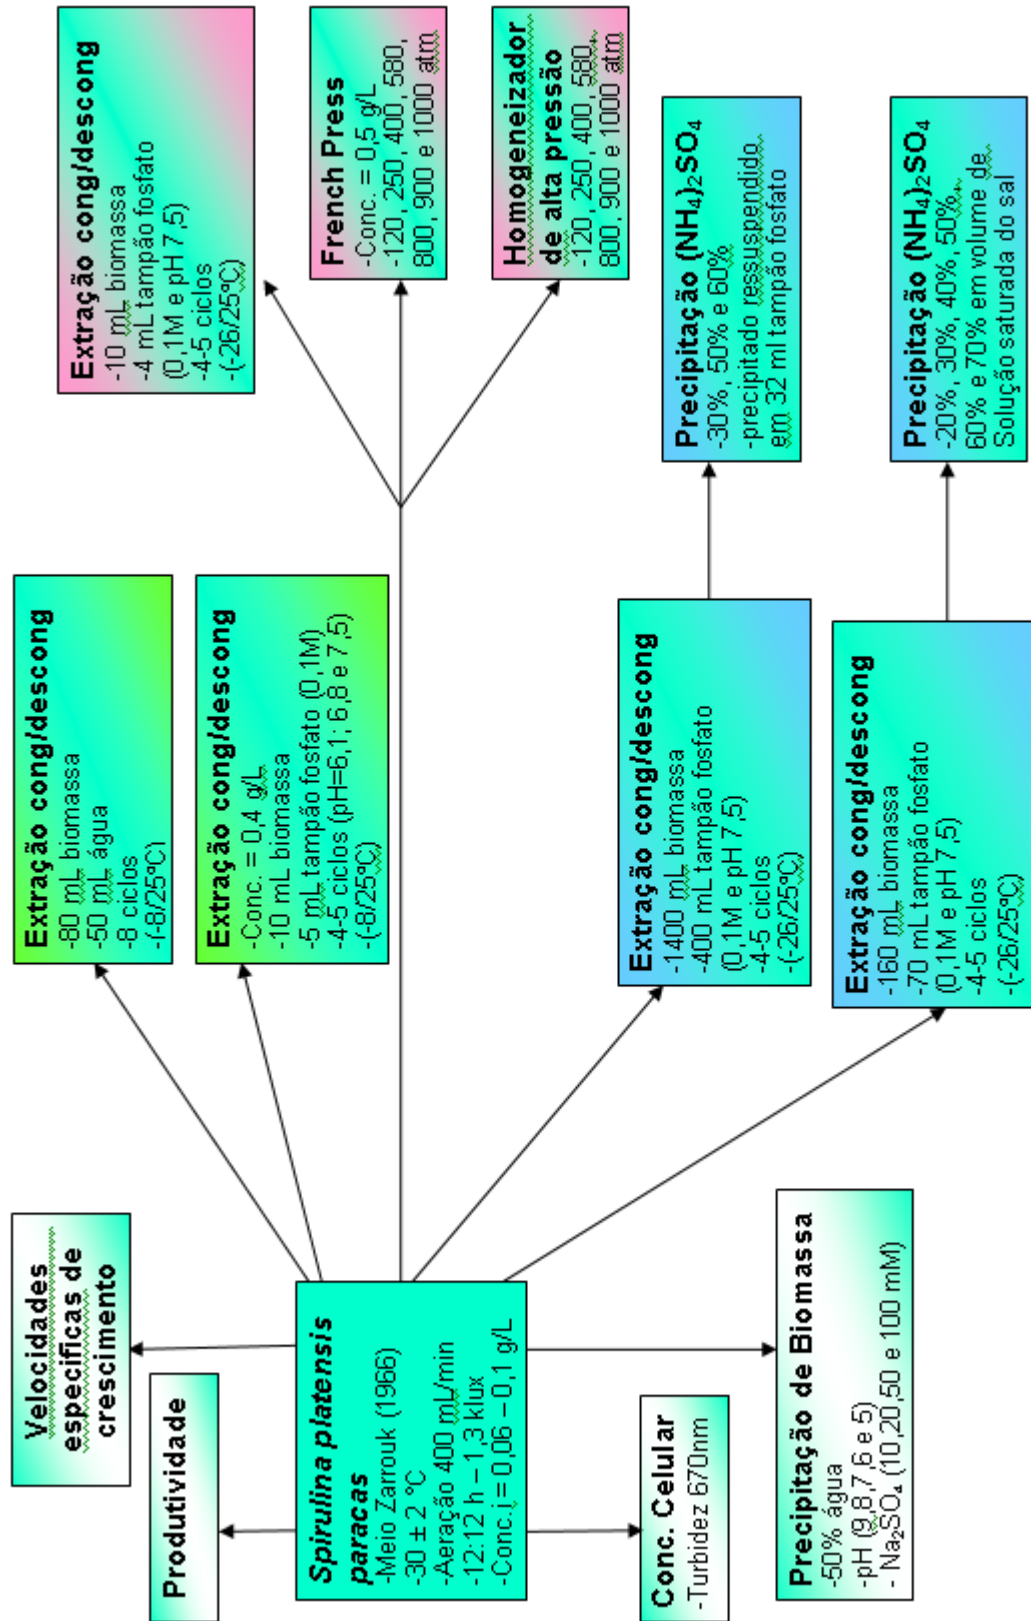 Velocidades
específicas de
crescimento
Produtividade
Spirulina platensis
paracas
-Meio Zarrouk (1966)
-30 ± 2 °C
-Aeração 400 mL/min
-12:12 h – 1,3 klux
-Conc.i = 0,06 – 0,1 g/L
Conc. Celular
-Turbidez 670nm
Precipitação de Biomassa
-50% água
-pH (9,8,7,6 e 5)
- Na₂SO₄ (10,20,50 e 100 mM)
Extração cong/descong
-80 mL biomassa
-50 mL água
-8 ciclos
-(-8/25ºC)
Extração cong/descong
-Conc. = 0,4 g/L
-10 mL biomassa
-5 mL tampão fosfato (0,1M)
-4-5 ciclos (pH=6,1; 6,8 e 7,5)
-(-8/25ºC)
Extração cong/descong
-1400 mL biomassa
-400 mL tampão fosfato
(0,1M e pH 7,5)
-4-5 ciclos
-(-26/25ºC)
Extração cong/descong
-160 mL biomassa
-70 mL tampão fosfato
(0,1M e pH 7,5)
-4-5 ciclos
-(-26/25ºC)
Extração cong/descong
-10 mL biomassa
-4 mL tampão fosfato
(0,1M e pH 7,5)
-4-5 ciclos
-(-26/25ºC)
French Press
-Conc. = 0,5 g/L
-120, 250, 400, 580,
800, 900 e 1000 atm
Homogeneizador
de alta pressão
-120, 250, 400, 580,
800, 900 e 1000 atm
Precipitação (NH₄)₂SO₄
-30%, 50% e 60%
-precipitado ressuspendido
em 32 ml tampão fosfato
Precipitação (NH₄)₂SO₄
-20%, 30%, 40%, 50%,
60% e 70% em volume de
Solução saturada do sal